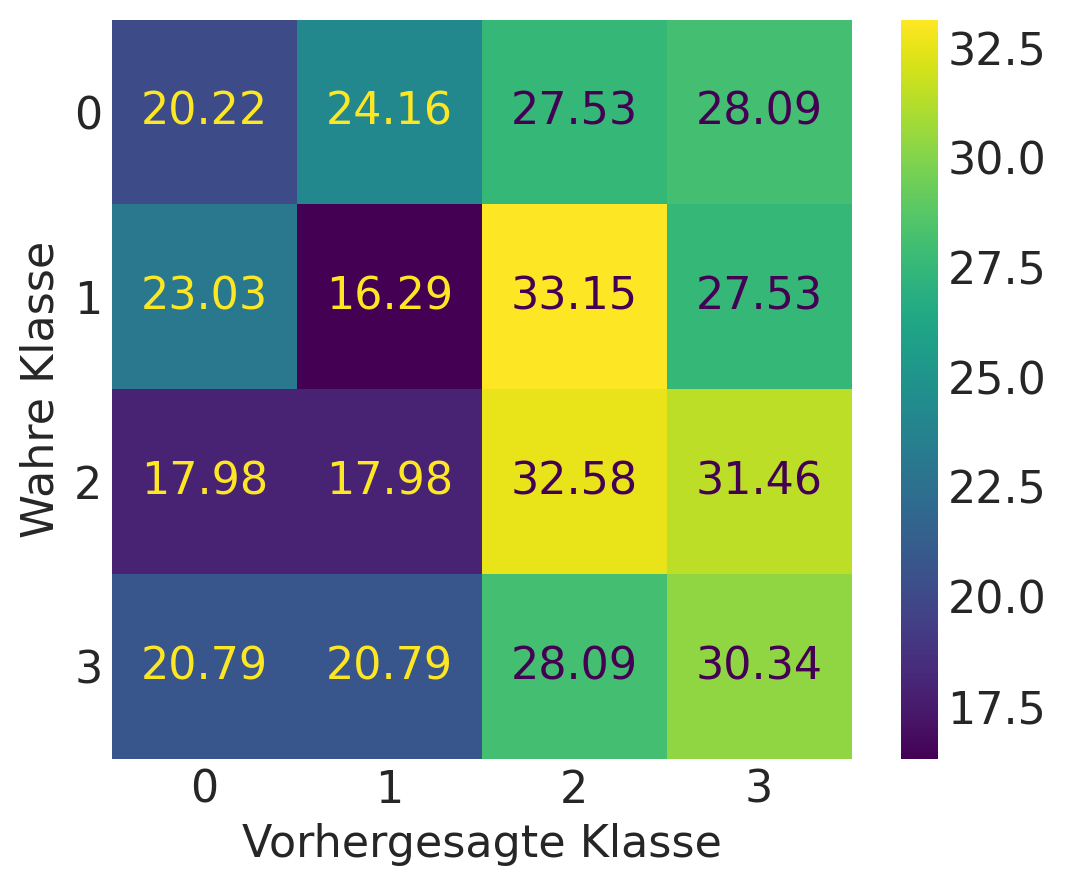 0 20.22 24.16 27.53 28.09
1 23.03 16.29 33.15 27.53
2 17.98 17.98 32.58 31.46
3 20.79 20.79 28.09 30.34
0 1 2 3
Vorhergesagte Klasse
Wahre Klasse
32.5
30.0
27.5
25.0
22.5
20.0
17.5